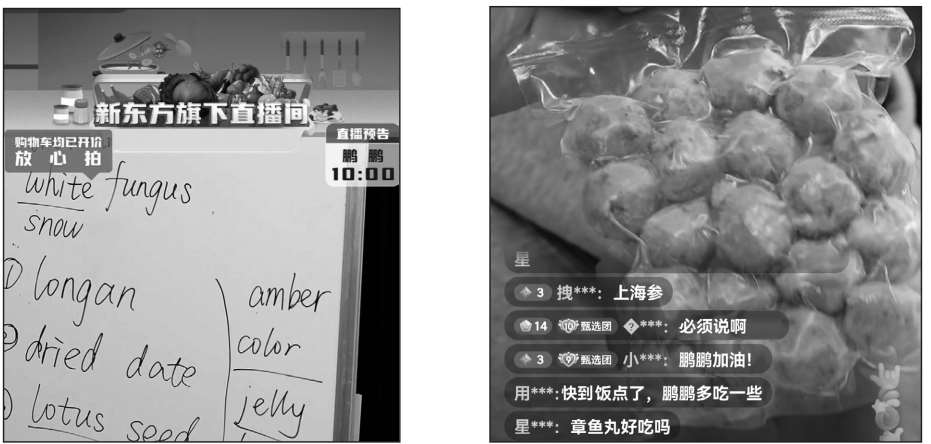 新东方旗下直播间
购物车均已开价
放心拍
直播预告
鹏鹏
10:00
white fungus
snow
① longan
② dried date
lotus seed
amber
color
jelly
星
3 拽***：上海参
14 10 甄选团 ***：必须说啊
3 9 甄选团 小***：鹏鹏加油！
用***：快到饭点了，鹏鹏多吃一些
星***：章鱼丸好吃吗